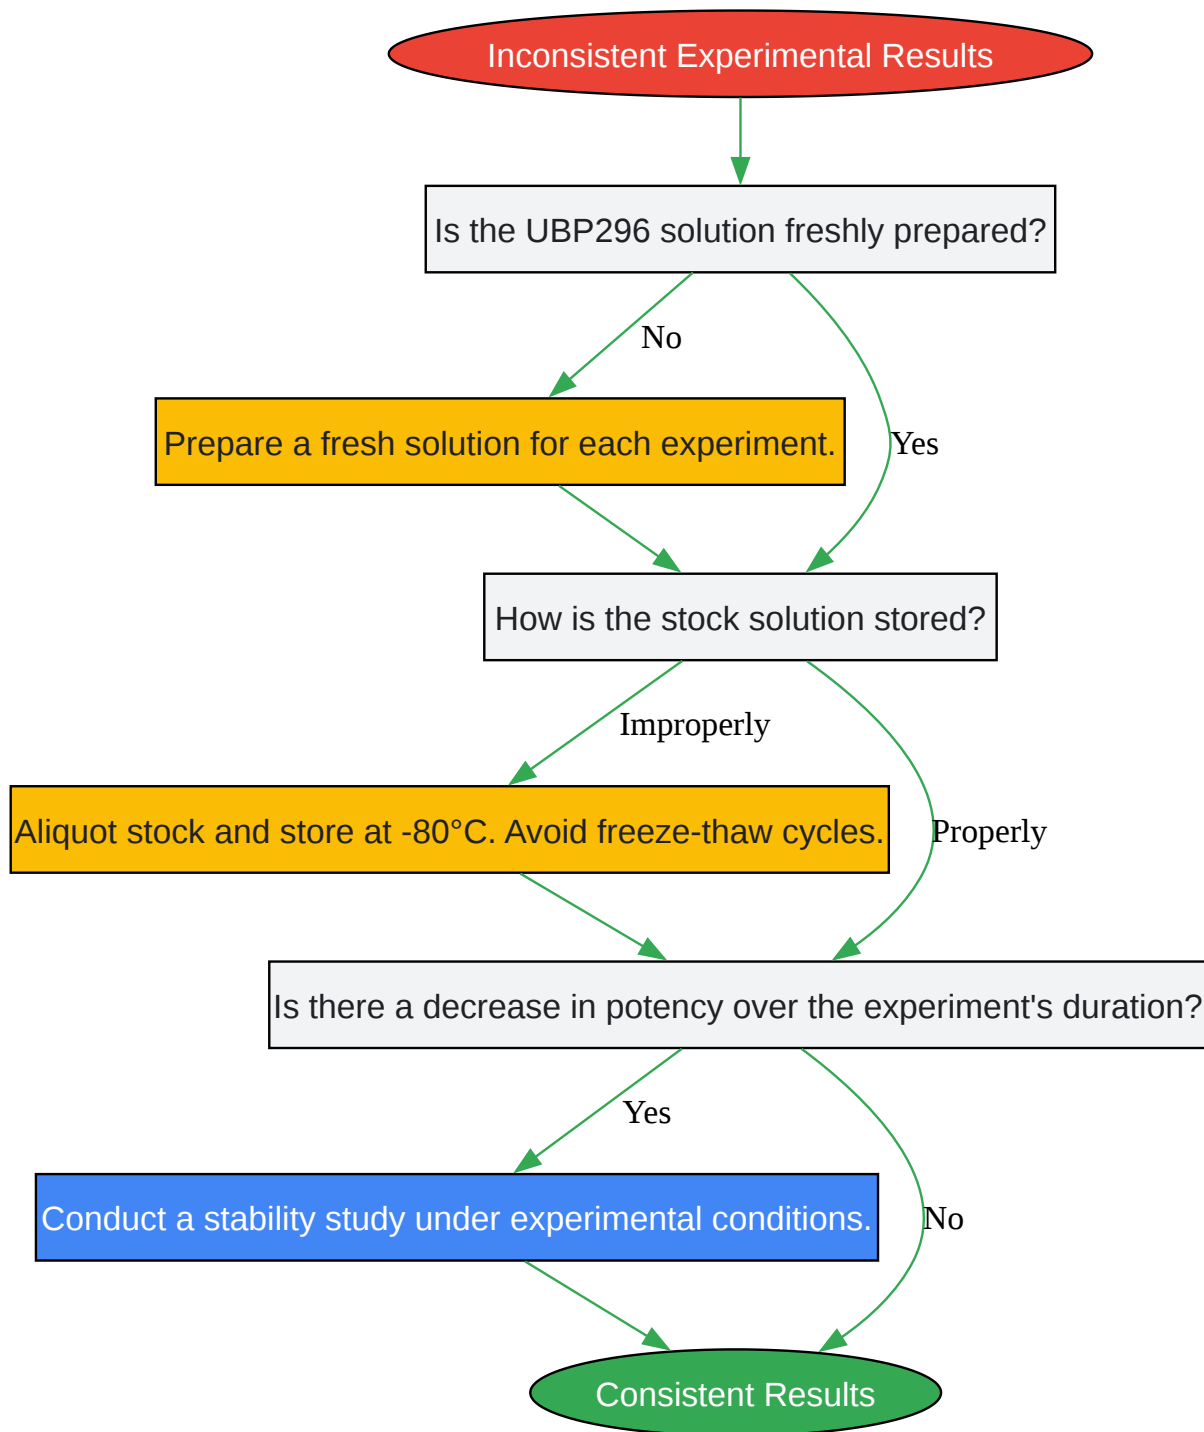 Inconsistent Experimental Results
Is the UBP296 solution freshly prepared?
No
Prepare a fresh solution for each experiment.
Yes
How is the stock solution stored?
Improperly
Aliquot stock and store at -80°C. Avoid freeze-thaw cycles.
Properly
Is there a decrease in potency over the experiment's duration?
Yes
Conduct a stability study under experimental conditions.
No
Consistent Results